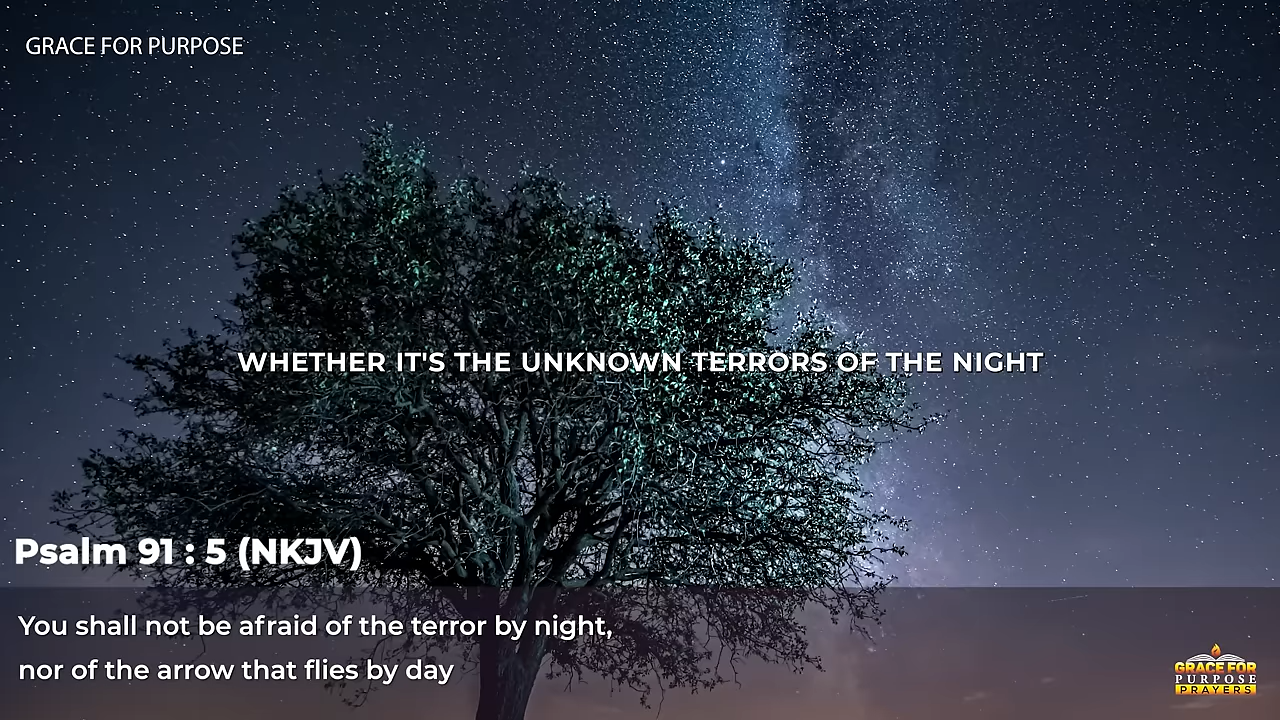 GRACE FOR PURPOSE
WHETHER IT'S THE UNKNOWN TERRORS OF THE NIGHT
Psalm 91 : 5 (NKJV)
You shall not be afraid of the terror by night,
nor of the arrow that flies by day
GRACE FOR
PURPOSE
PRAYERS